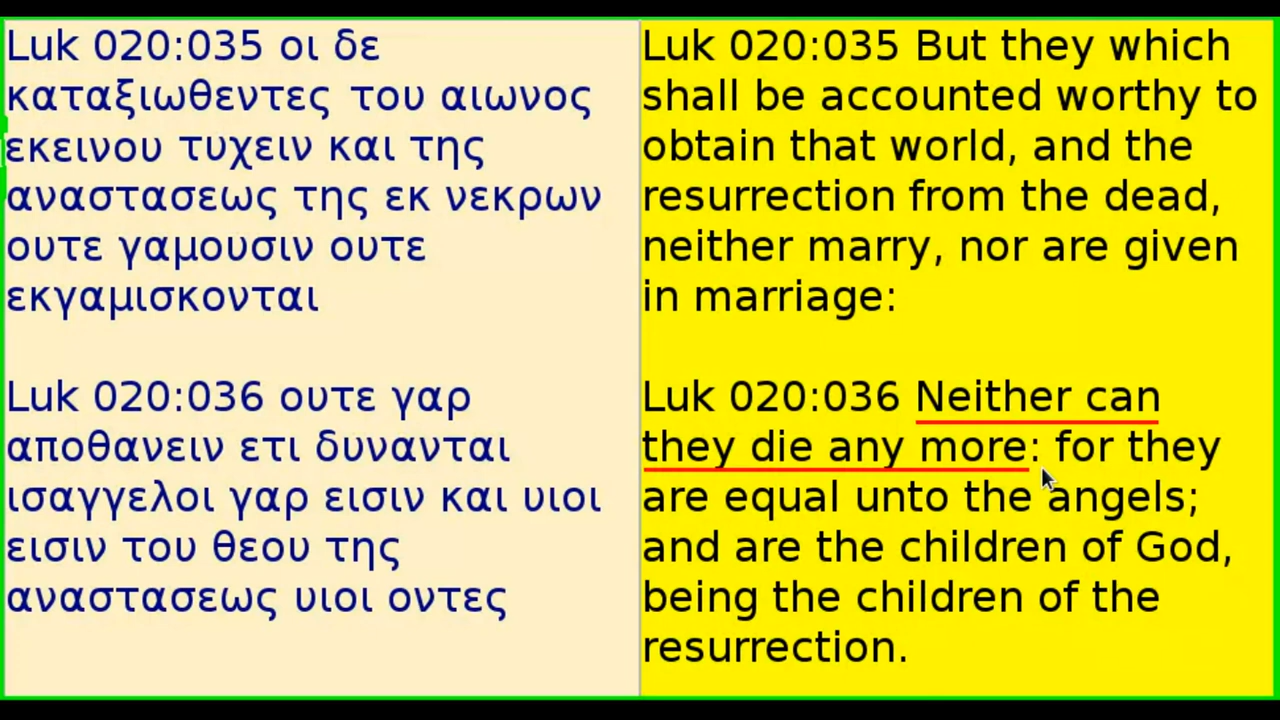 Luk 020:035 οι δε
καταξιωθεντες του αιωνος
εκεινου τυχειν και της
αναστασεως της εκ νεκρων
ουτε γαμουσιν ουτε
εκγαμισκονται
Luk 020:036 ουτε γαρ
αποθανειν ετι δυνανται
ισαγγελοι γαρ εισιν και υιοι
εισιν του θεου της
αναστασεως υιοι οντες
Luk 020:035 But they which
shall be accounted worthy to
obtain that world, and the
resurrection from the dead,
neither marry, nor are given
in marriage:
Luk 020:036 Neither can
they die any more: for they
are equal unto the angels;
and are the children of God,
being the children of the
resurrection.